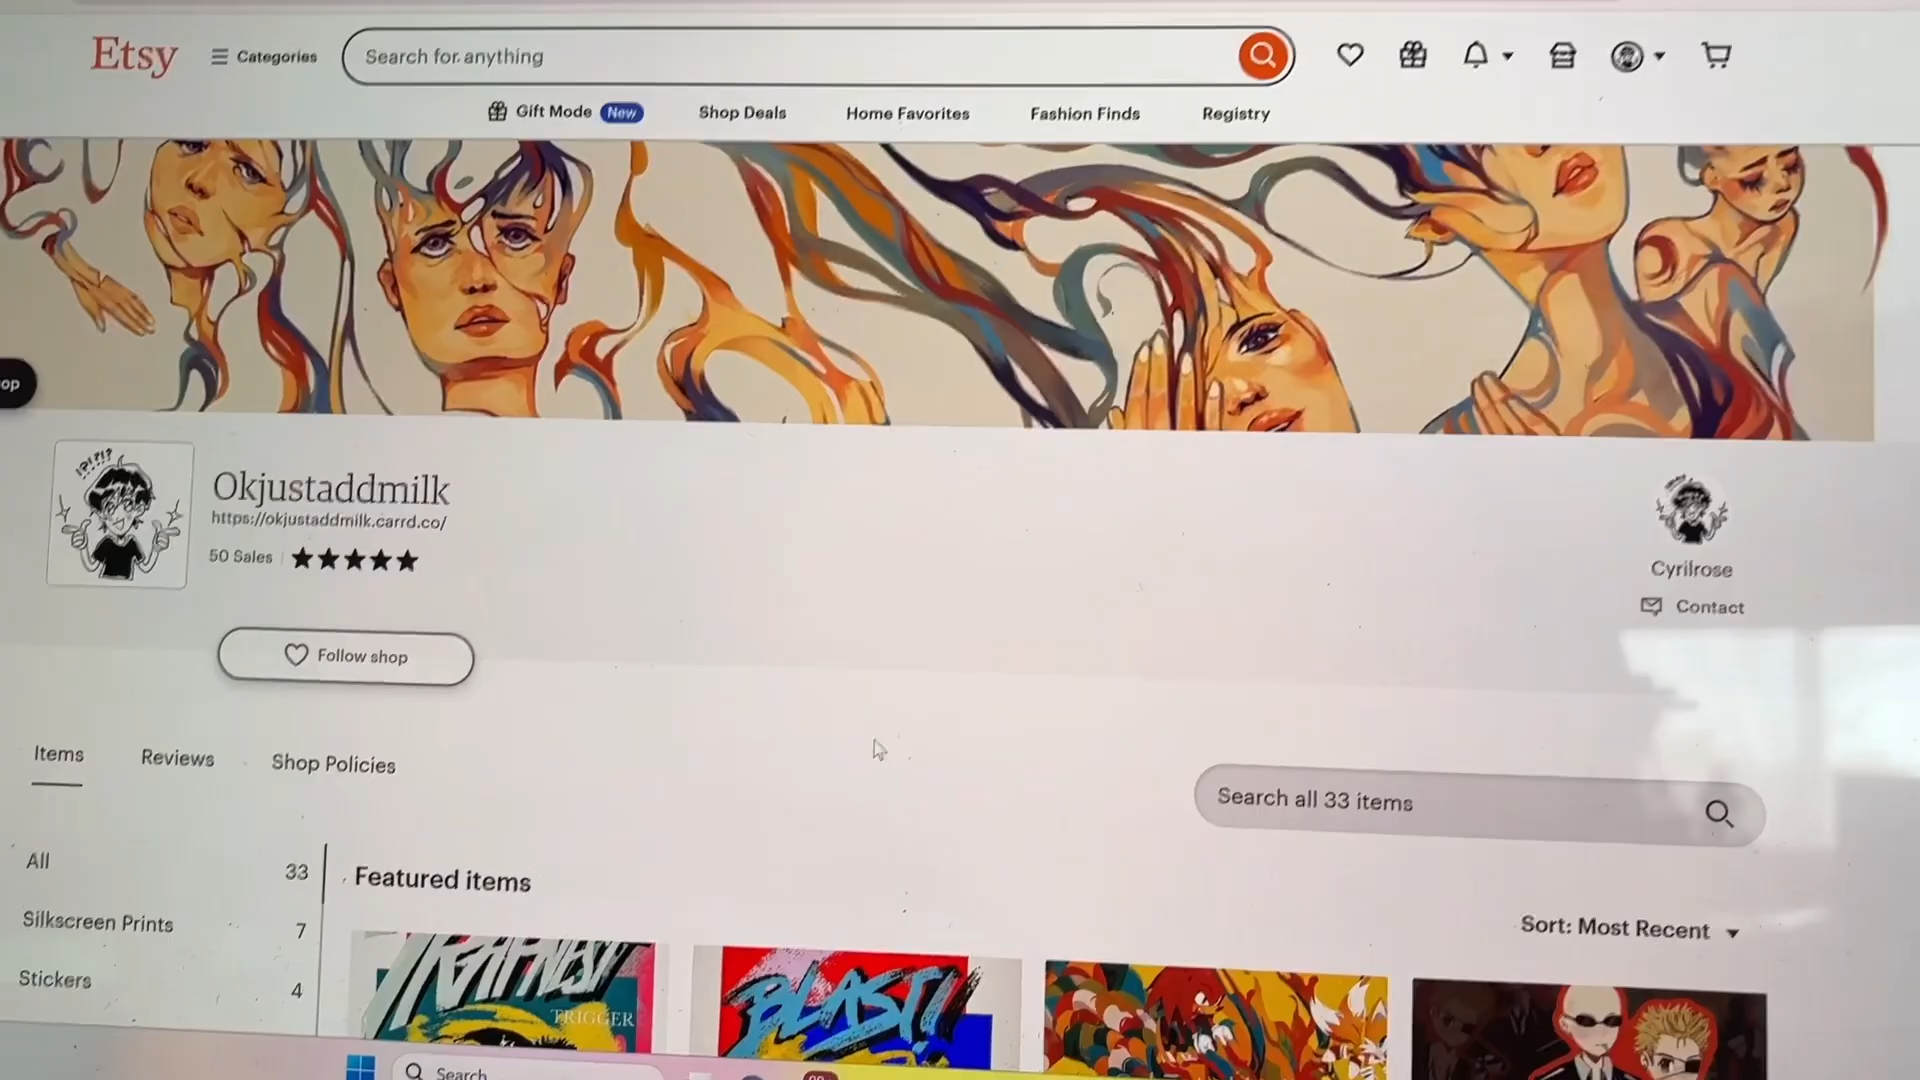 Etsy
Categories
Search for anything
Gift Mode New
Shop Deals
Home Favorites
Fashion Finds
Registry
op
Okjustaddmilk
https://okjustaddmilk.carrd.co/
50 Sales
Cyrilrose
Contact
Follow shop
Items
Reviews
Shop Policies
Search all 33 items
All 33
Featured items
Sort: Most Recent
Silkscreen Prints 7
Stickers 4
TRAPNEST
TRIGGER
BLAST!
Search